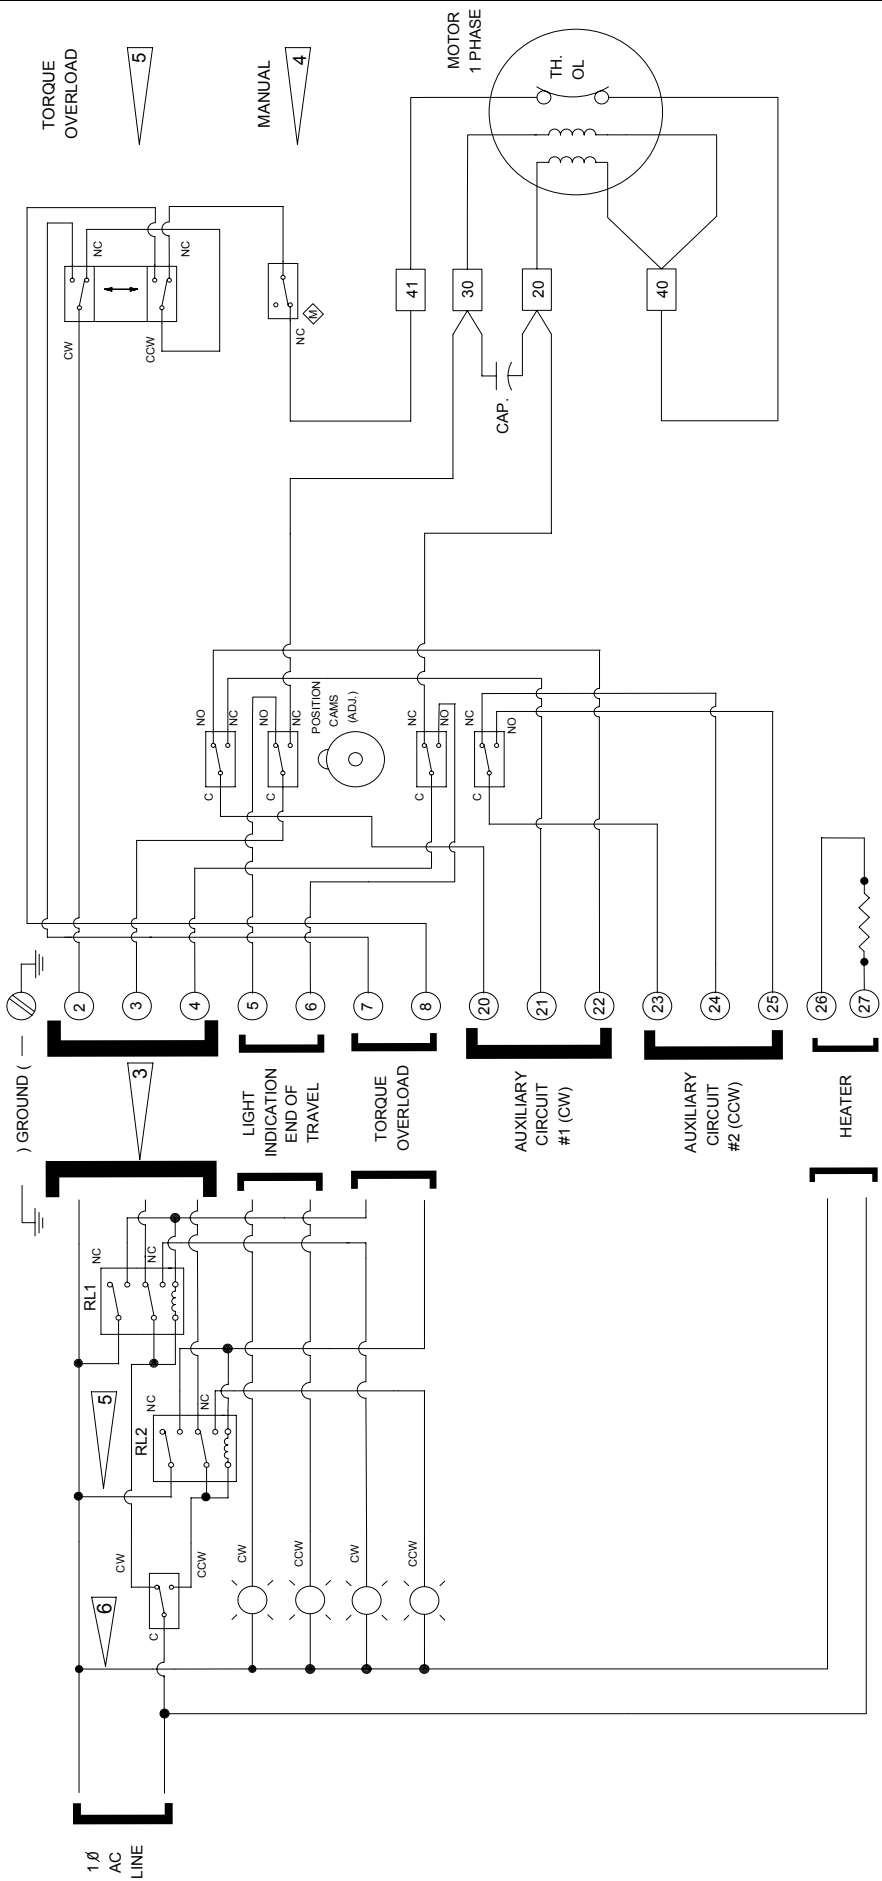 TORQUE
OVERLOAD
5
MANUAL
4
MOTOR
1 PHASE
TH.
OL
CW
NC
CCW
NC
NC
M
41
30
20
40
CAP.
NO
NC
C
NO
NC
C
POSITION
CAMS
(ADJ.)
NC
NO
C
NC
NO
C
2
3
4
5
6
7
8
20
21
22
23
24
25
26
27
) GROUND (
3
LIGHT
INDICATION
END OF
TRAVEL
TORQUE
OVERLOAD
AUXILIARY
CIRCUIT
#1 (CW)
AUXILIARY
CIRCUIT
#2 (CCW)
HEATER
RL1
NC
NC
5
RL2
NC
NC
6
CW
CCW
C
CW
CCW
CW
CCW
1Ø
AC
LINE